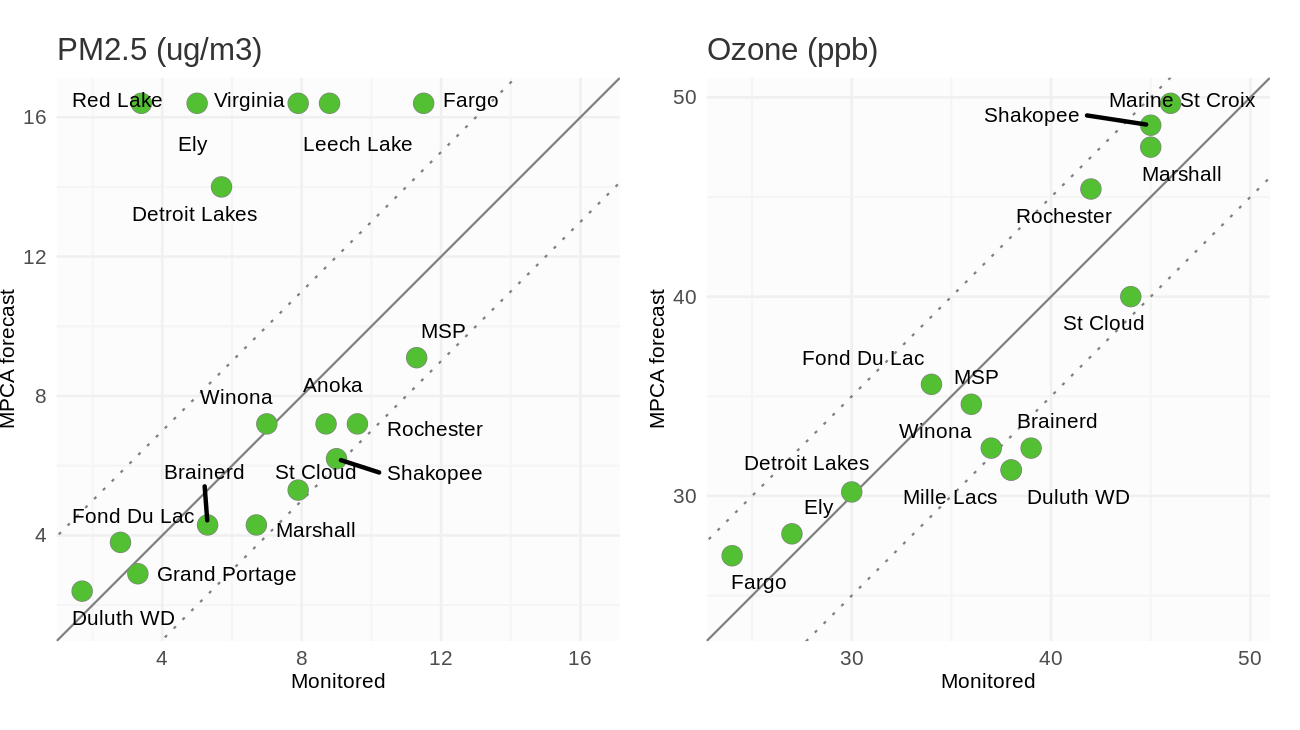 PM2.5 (ug/m3)
MPCA forecast
16
12
8
4
Red Lake
Virginia
Fargo
Ely
Leech Lake
Detroit Lakes
MSP
Anoka
Winona
Rochester
Brainerd
St Cloud
Shakopee
Fond Du Lac
Marshall
Grand Portage
Duluth WD
4
8
12
16
Monitored
Ozone (ppb)
MPCA forecast
50
40
30
Marine St Croix
Shakopee
Marshall
Rochester
St Cloud
Fond Du Lac
MSP
Brainerd
Winona
Detroit Lakes
Mille Lacs
Duluth WD
Ely
Fargo
30
40
50
Monitored